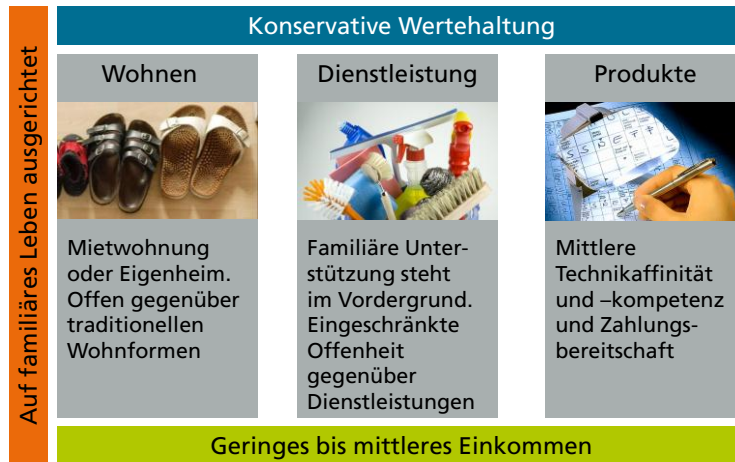 Auf familiäres Leben ausgerichtet
Konservative Wertehaltung
Wohnen
Mietwohnung
oder Eigenheim.
Offen gegenüber
traditionellen
Wohnformen
Dienstleistung
Familiäre Unter-
stützung steht
im Vordergrund.
Eingeschränkte
Offenheit
gegenüber
Dienstleistungen
Produkte
Mittlere
Technikaffinität
und –kompetenz
und Zahlungs-
bereitschaft
Geringes bis mittleres Einkommen